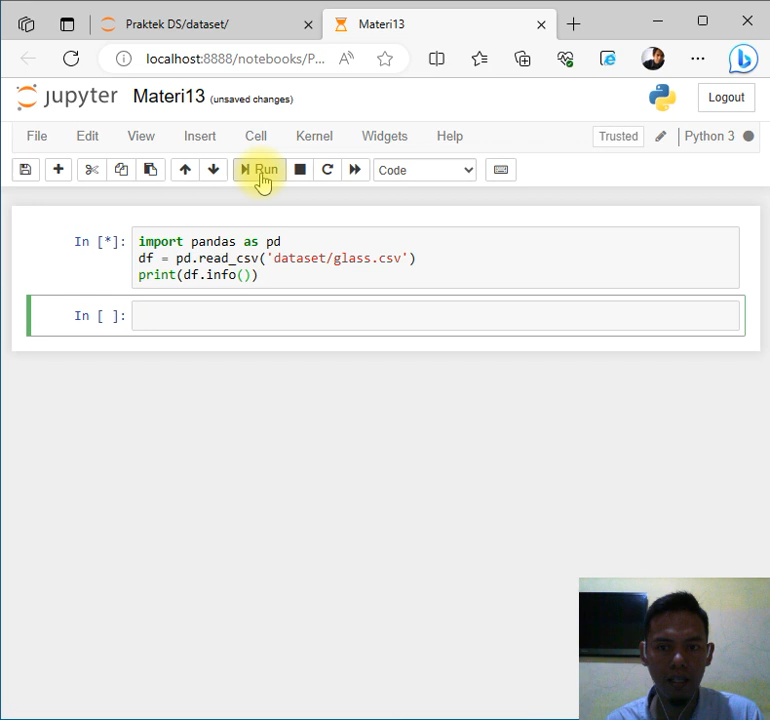 Praktek DS/dataset/
Materi13
localhost:8888/notebooks/P...
jupyter Materi13 (unsaved changes)
Logout
File Edit View Insert Cell Kernel Widgets Help
Trusted
Python 3
Run
Code
In [*]:
import pandas as pd
df = pd.read_csv('dataset/glass.csv')
print(df.info())
In [ ]: